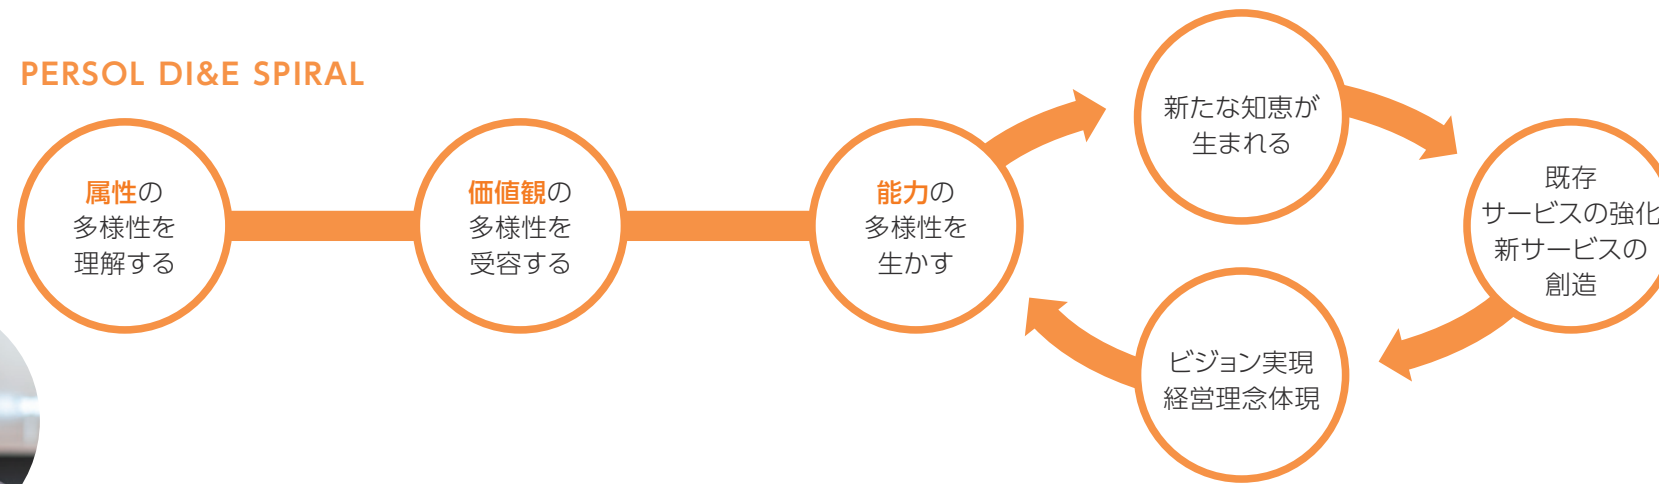 PERSOL DI&E SPIRAL
属性の
多様性を
理解する
価値観の
多様性を
受容する
能力の
多様性を
生かす
新たな知恵が
生まれる
既存
サービスの強化
新サービスの
創造
ビジョン実現
経営理念体現